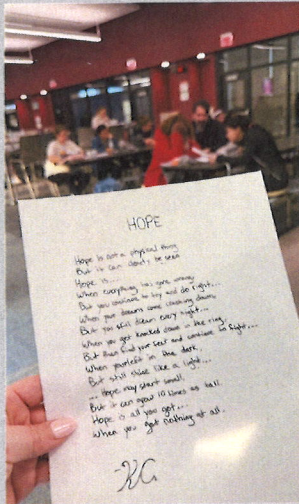 HOPE
Hope is not a physical thing
But it can always be seen
Hope is...
When everything has gone wrong
But you continue to try and do right...
When your dreams come crashing down,
But you still dream every night...
When you get knocked down in the ring,
But then find your seat and continue to fight...
When your left in the dark..
But still shine like a light...
... Hope may start small,
But it can grow 10 times as tall.
Hope is all you got...
When you got nothing at all.
-KC